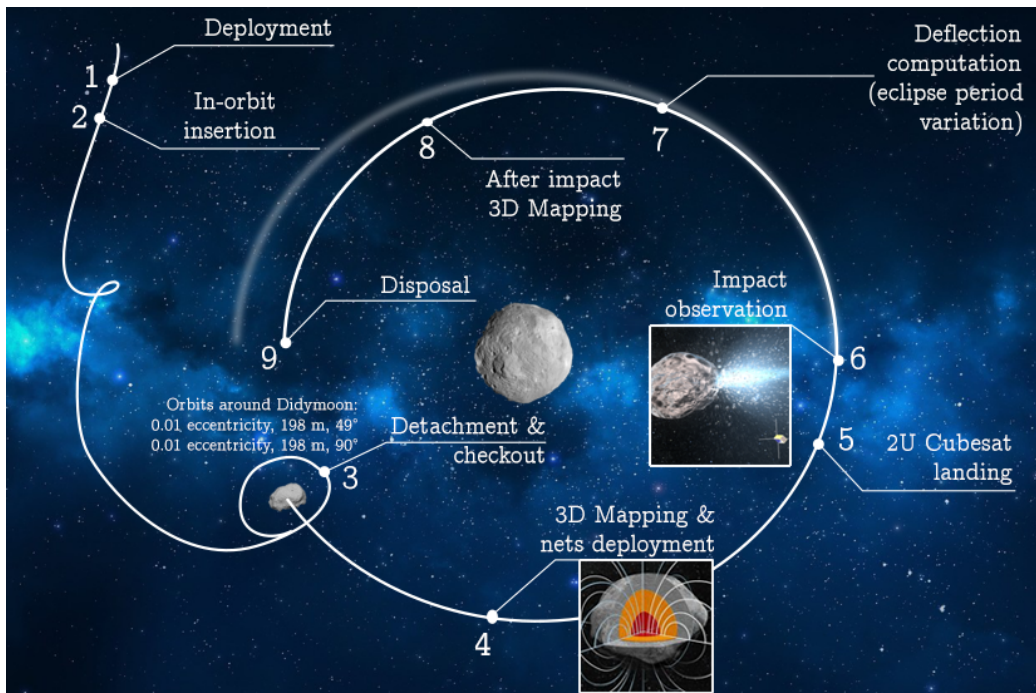 Deployment
1
In-orbit
insertion
2
Deflection
computation
(eclipse period
variation)
7
8
After impact
3D Mapping
Disposal
9
Impact
observation
6
Orbits around Didymoon:
0.01 eccentricity, 198 m, 49°
0.01 eccentricity, 198 m, 90°
Detachment &
checkout
3
5
2U Cubesat
landing
3D Mapping &
nets deployment
4